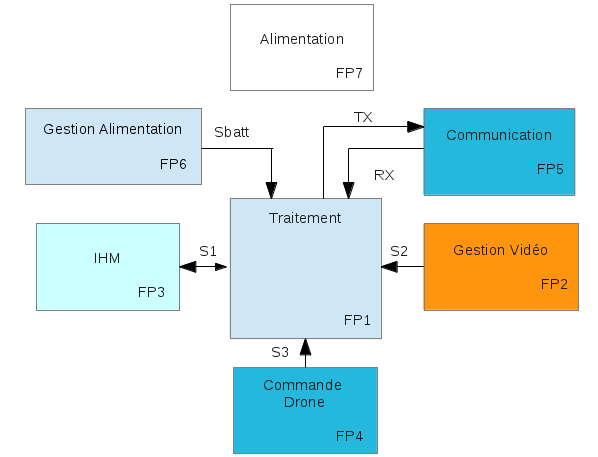 Alimentation
FP7
Gestion Alimentation
FP6
Sbatt
TX
RX
Communication
FP5
Traitement
FP1
IHM
FP3
S1
S2
Gestion Vidéo
FP2
S3
Commande
Drone
FP4